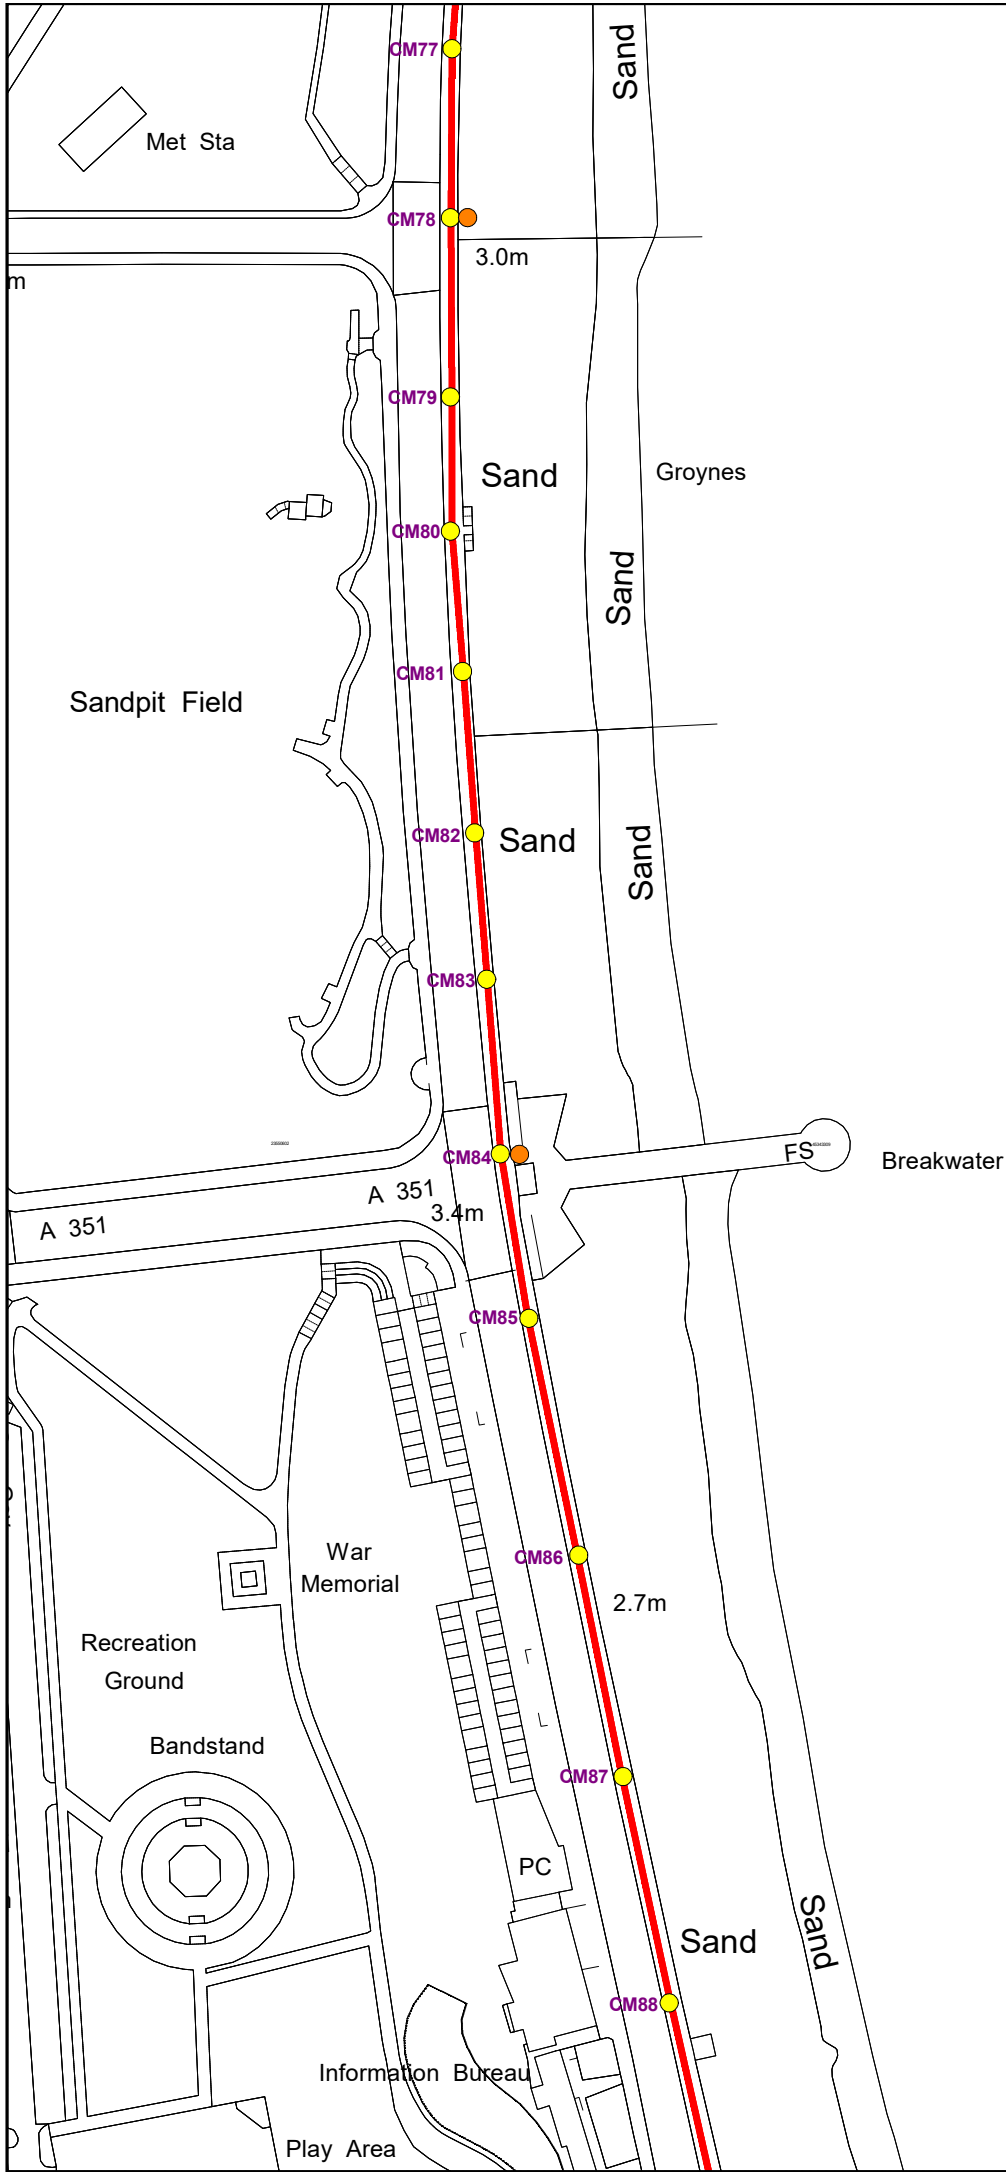 CM77
Sand
Met Sta
CM78
3.0m
m
CM79
Sand
Groynes
CM80
Sand
CM81
Sandpit Field
CM82
Sand
Sand
CM83
CM84
FS
Breakwater
A 351
3.4m
A 351
CM85
War
Memorial
CM86
2.7m
Recreation
Ground
Bandstand
CM87
PC
Sand
Sand
CM88
Information Bureau
Play Area